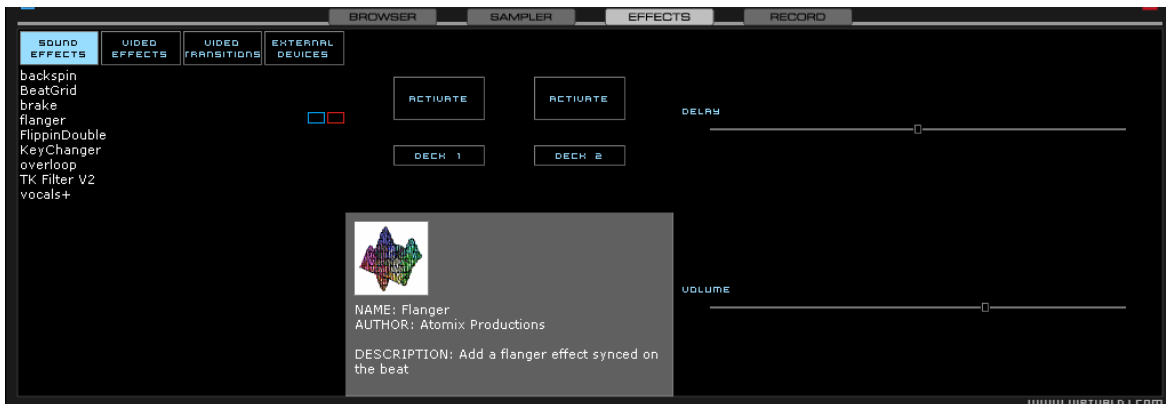 BROWSER SAMPLER EFFECTS RECORD
SOUND EFFECTS
VIDEO EFFECTS
VIDEO TRANSITIONS
EXTERNAL DEVICES
backspin
BeatGrid
brake
flanger
FlippinDouble
KeyChanger
overloop
TK Filter V2
vocals+
ACTIVATE ACTIVATE
DECK 1 DECK 2
DELAY
VOLUME
NAME: Flanger
AUTHOR: Atomix Productions
DESCRIPTION: Add a flanger effect synced on
the beat